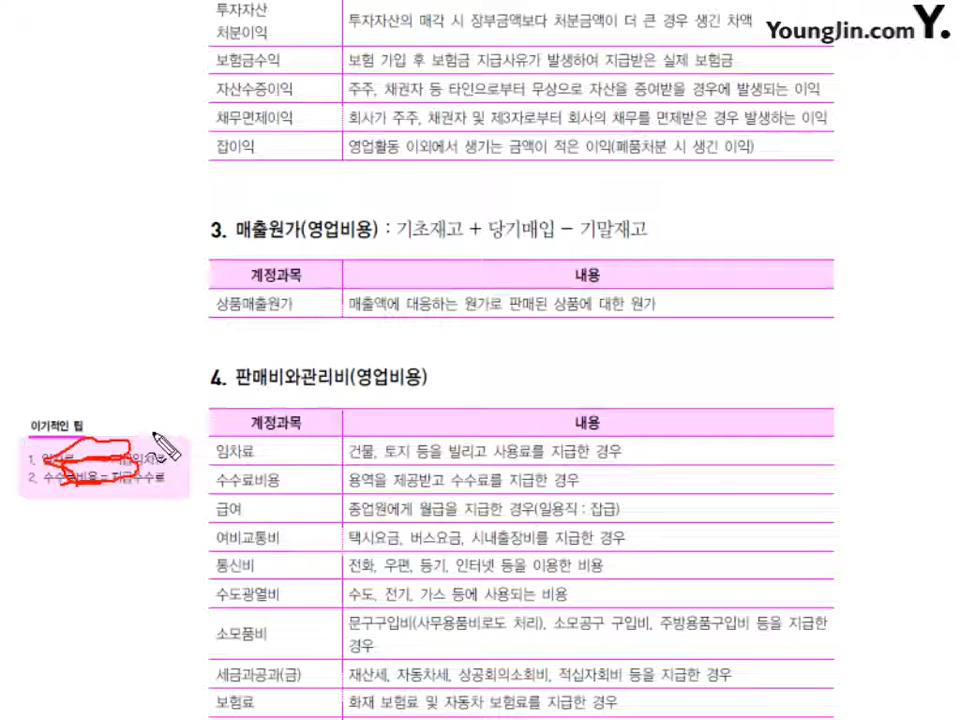 투자자산
처분이익
투자자산의 매각 시 장부금액보다 처분금액이 더 큰 경우 생긴 차액
YoungJin.com Y.
보험금수익 보험 가입 후 보험금 지급사유가 발생하여 지급받은 실제 보험금
자산수증이익 주주, 채권자 등 타인으로부터 무상으로 자산을 증여받을 경우에 발생되는 이익
채무면제이익 회사가 주주, 채권자 및 제3자로부터 회사의 채무를 면제받은 경우 발생하는 이익
잡이익 영업활동 이외에서 생기는 금액이 적은 이익(폐품처분 시 생긴 이익)
3. 매출원가(영업비용) : 기초재고 + 당기매입 − 기말재고
계정과목 내용
상품매출원가 매출액에 대응하는 원가로 판매된 상품에 대한 원가
4. 판매비와관리비(영업비용)
이기적인 팁
1.
2. = 지급수수료
계정과목 내용
임차료 건물, 토지 등을 빌리고 사용료를 지급한 경우
수수료비용 용역을 제공받고 수수료를 지급한 경우
급여 종업원에게 월급을 지급한 경우(일용직 : 잡급)
여비교통비 택시요금, 버스요금, 시내출장비를 지급한 경우
통신비 전화, 우편, 등기, 인터넷 등을 이용한 비용
수도광열비 수도, 전기, 가스 등에 사용되는 비용
소모품비 문구구입비(사무용품비로도 처리), 소모공구 구입비, 주방용품구입비 등을 지급한
경우
세금과공과(금) 재산세, 자동차세, 상공회의소회비, 적십자회비 등을 지급한 경우
보험료 화재 보험료 및 자동차 보험료를 지급한 경우